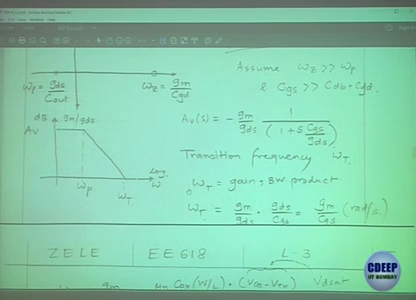 ωp = gds/Cout
ωz = gm/Cgd
Assume ωz >> ωp
& Cgs >> Cdb + Cgd.
dB gm/gds
Av
ωp
ωT
Log ω
Av(s) = - gm/gds 1/(1 + s Cgs/gds)
Transition frequency ωT.
ωT = gain, BW product
ωT = gm/gds . gds/Cgs = gm/Cgs (rad/s.
ZELE EE 618 L-3
gm μn Cox (W/L) . (VGS - VTH) Vdsat
CDEEP
IIT BOMBAY